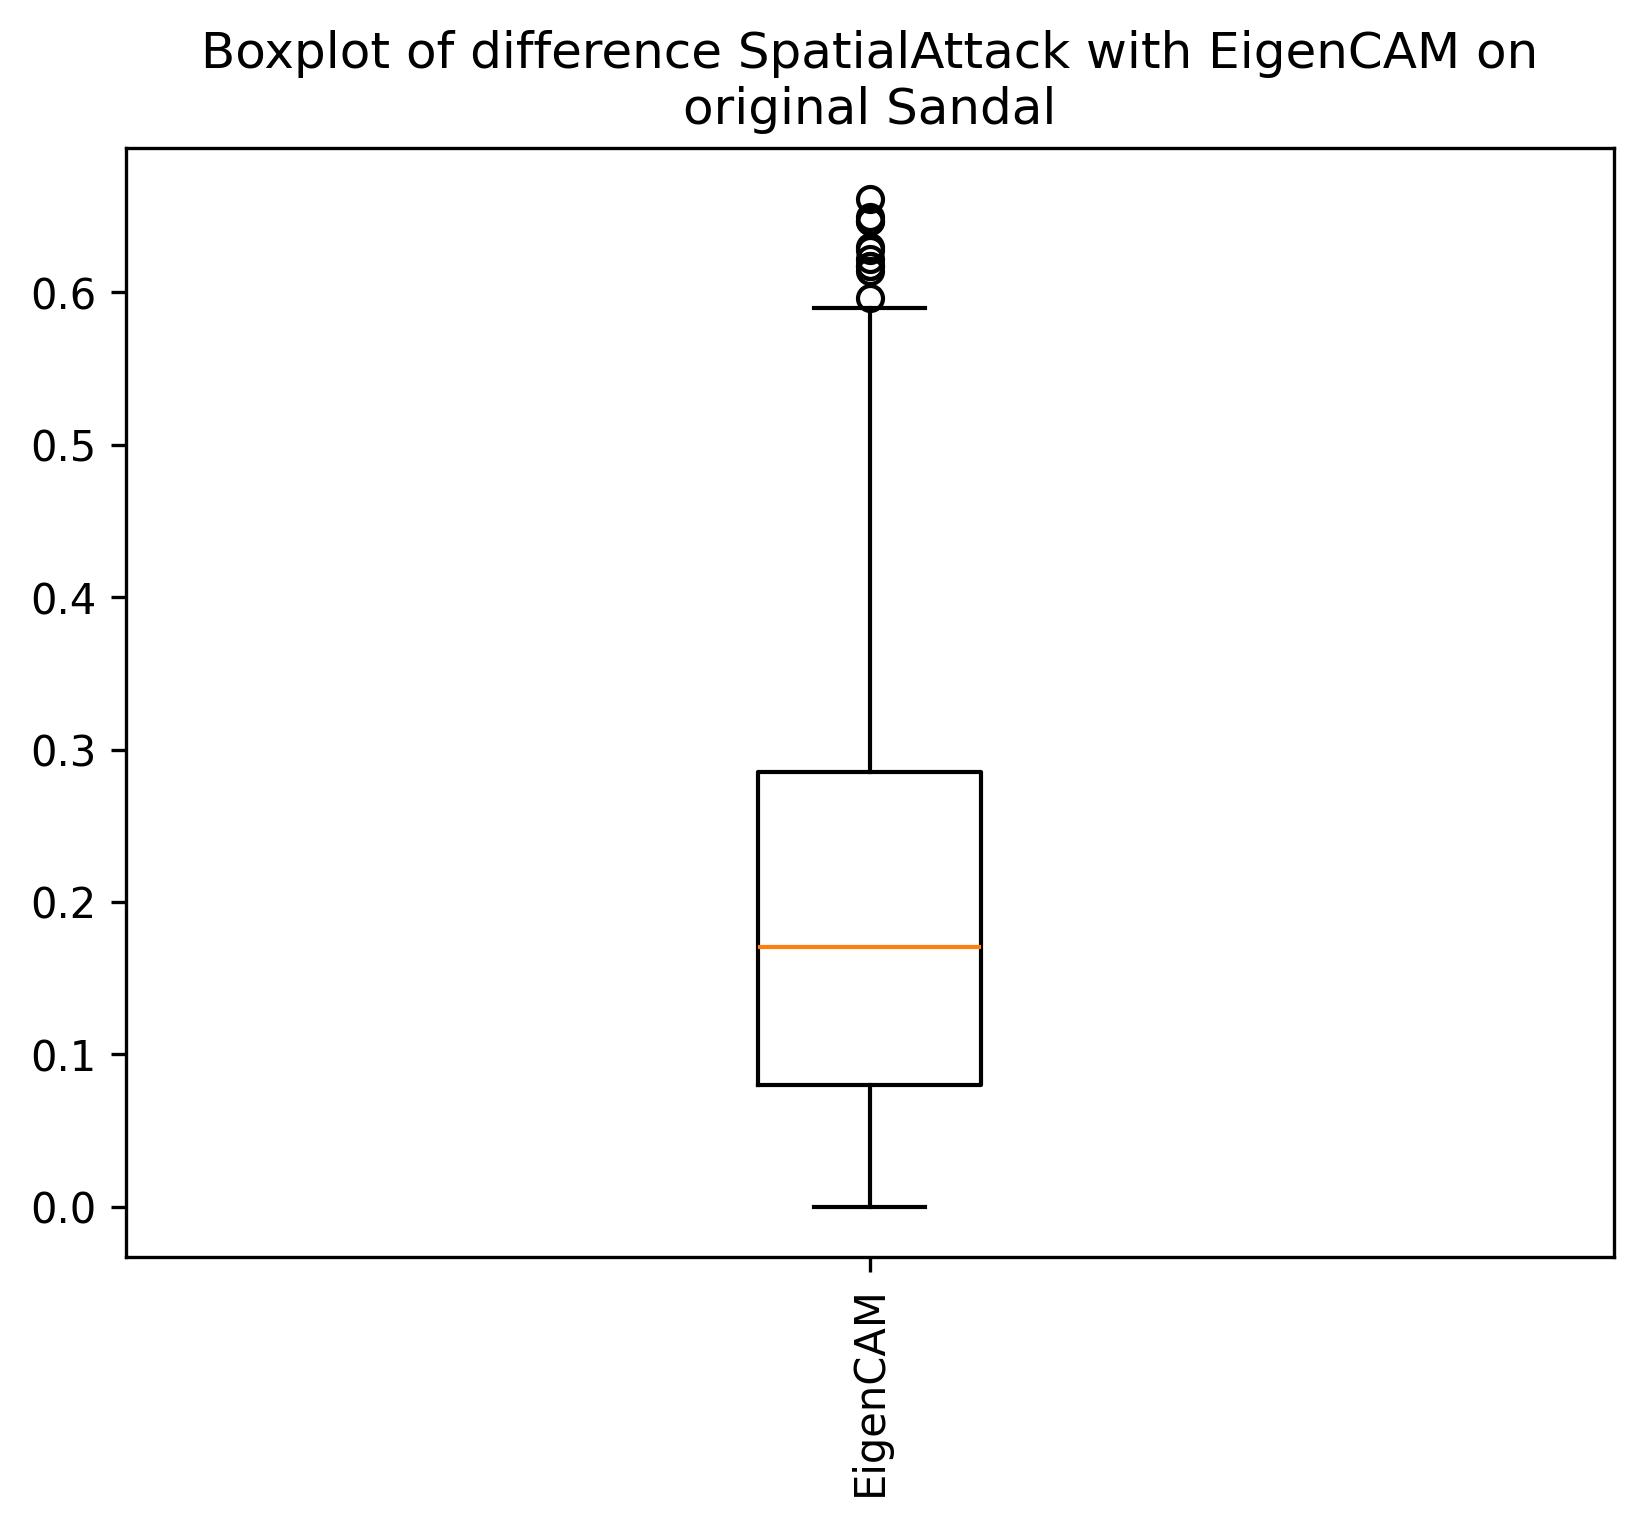 Boxplot of difference SpatialAttack with EigenCAM on
original Sandal
0.6
0.5
0.4
0.3
0.2
0.1
0.0
EigenCAM